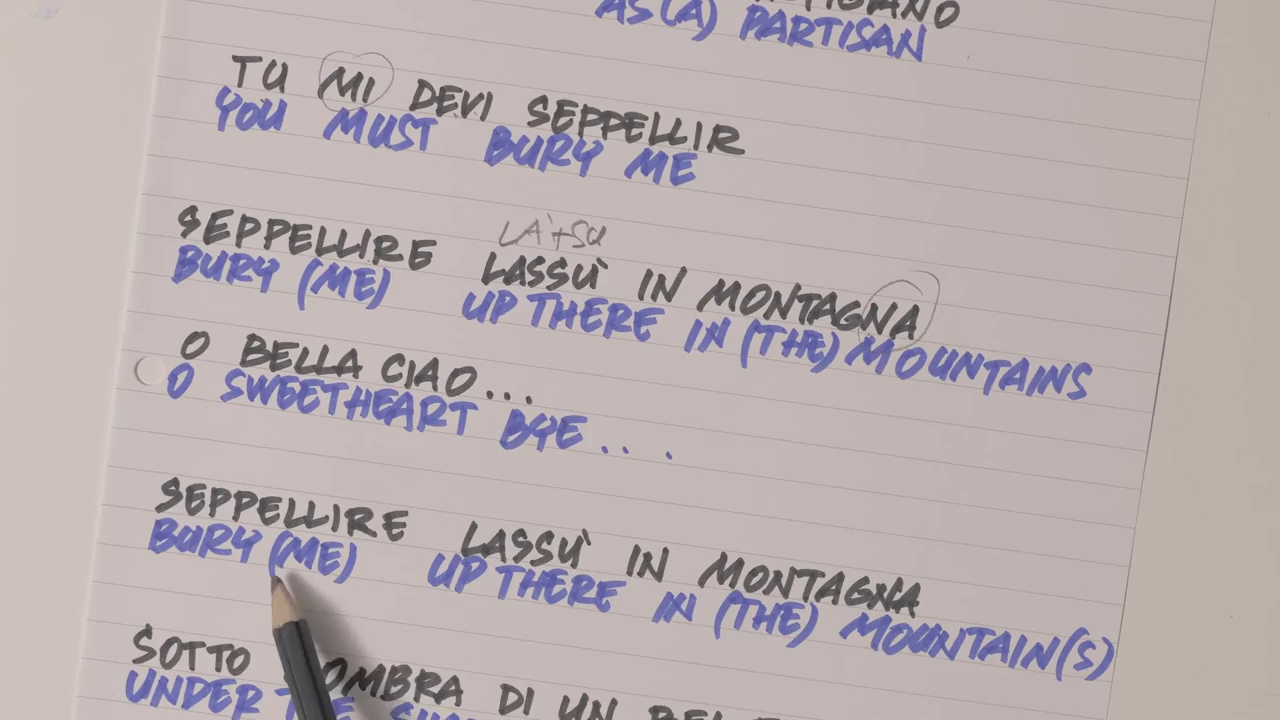 AS (A) PARTISAN
TU MI DEVI SEPPELLIR
YOU MUST BURY ME
LÀ+SU
SEPPELLIRE LASSÙ IN MONTAGNA
BURY (ME) UP THERE IN (THE) MOUNTAINS
O BELLA CIAO...
O SWEETHEART BYE...
SEPPELLIRE LASSÙ IN MONTAGNA
BURY (ME) UP THERE IN (THE) MOUNTAIN(S)
SOTTO OMBRA DI UN BEL
UNDER